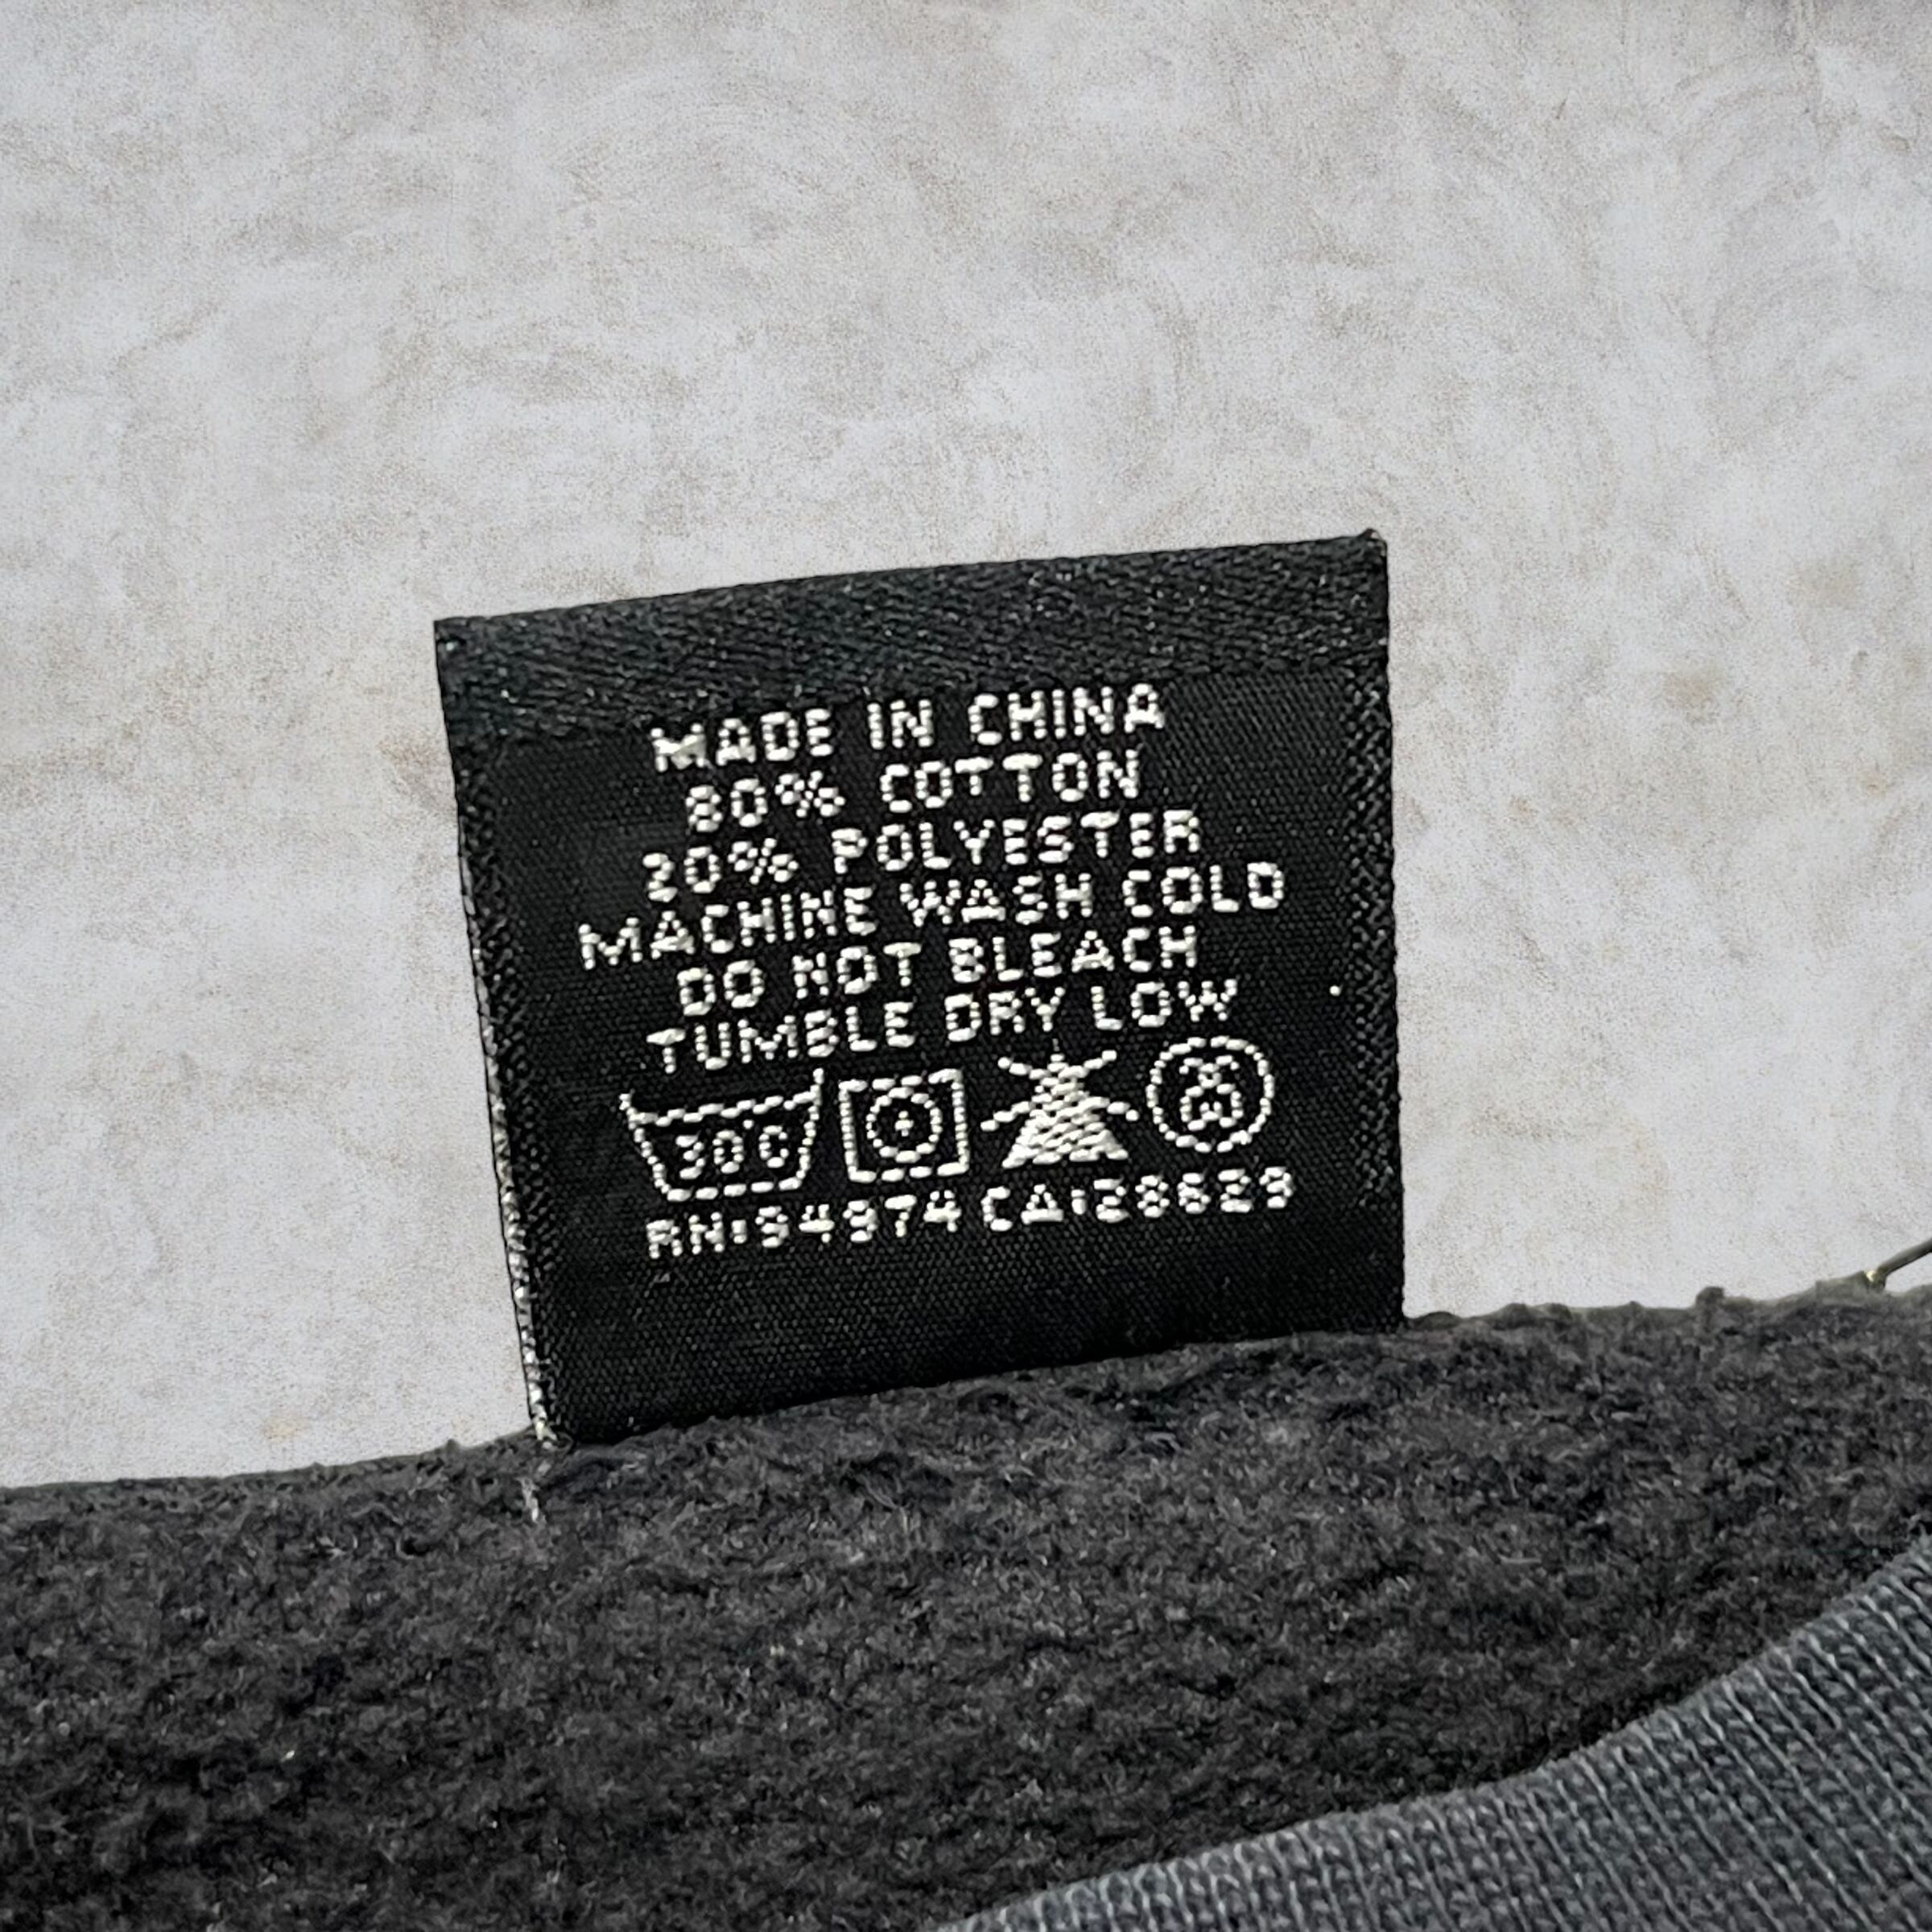 MADE IN CHINA
80% COTTON
20% POLYESTER
MACHINE WASH COLD
DO NOT BLEACH
TUMBLE DRY LOW
30°C
RN:94974 CA:28629